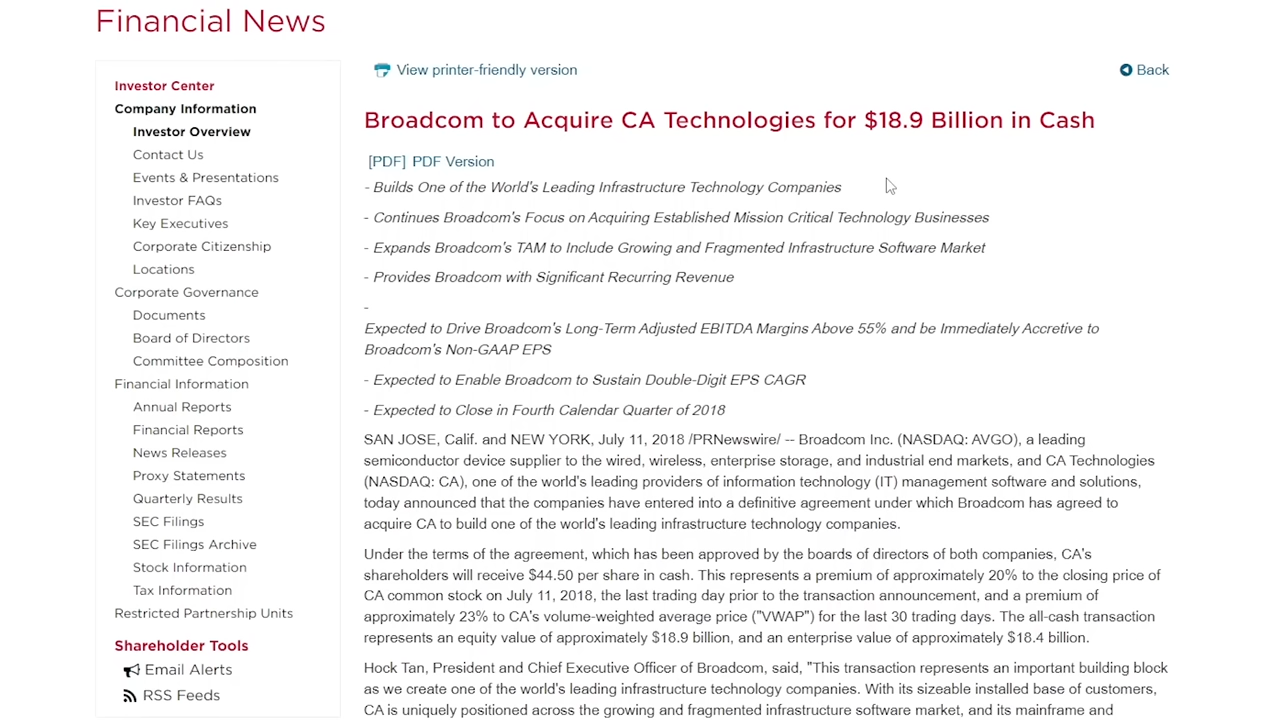 Financial News
Investor Center
Company Information
Investor Overview
Contact Us
Events & Presentations
Investor FAQs
Key Executives
Corporate Citizenship
Locations
Corporate Governance
Documents
Board of Directors
Committee Composition
Financial Information
Annual Reports
Financial Reports
News Releases
Proxy Statements
Quarterly Results
SEC Filings
SEC Filings Archive
Stock Information
Tax Information
Restricted Partnership Units
Shareholder Tools
Email Alerts
RSS Feeds
View printer-friendly version
Back
Broadcom to Acquire CA Technologies for $18.9 Billion in Cash
[PDF] PDF Version
- Builds One of the World's Leading Infrastructure Technology Companies
- Continues Broadcom's Focus on Acquiring Established Mission Critical Technology Businesses
- Expands Broadcom's TAM to Include Growing and Fragmented Infrastructure Software Market
- Provides Broadcom with Significant Recurring Revenue
-
Expected to Drive Broadcom's Long-Term Adjusted EBITDA Margins Above 55% and be Immediately Accretive to
Broadcom's Non-GAAP EPS
- Expected to Enable Broadcom to Sustain Double-Digit EPS CAGR
- Expected to Close in Fourth Calendar Quarter of 2018
SAN JOSE, Calif. and NEW YORK, July 11, 2018 /PRNewswire/ -- Broadcom Inc. (NASDAQ: AVGO), a leading
semiconductor device supplier to the wired, wireless, enterprise storage, and industrial end markets, and CA Technologies
(NASDAQ: CA), one of the world's leading providers of information technology (IT) management software and solutions,
today announced that the companies have entered into a definitive agreement under which Broadcom has agreed to
acquire CA to build one of the world's leading infrastructure technology companies.
Under the terms of the agreement, which has been approved by the boards of directors of both companies, CA's
shareholders will receive $44.50 per share in cash. This represents a premium of approximately 20% to the closing price of
CA common stock on July 11, 2018, the last trading day prior to the transaction announcement, and a premium of
approximately 23% to CA's volume-weighted average price ("VWAP") for the last 30 trading days. The all-cash transaction
represents an equity value of approximately $18.9 billion, and an enterprise value of approximately $18.4 billion.
Hock Tan, President and Chief Executive Officer of Broadcom, said, "This transaction represents an important building block
as we create one of the world's leading infrastructure technology companies. With its sizeable installed base of customers,
CA is uniquely positioned across the growing and fragmented infrastructure software market, and its mainframe and